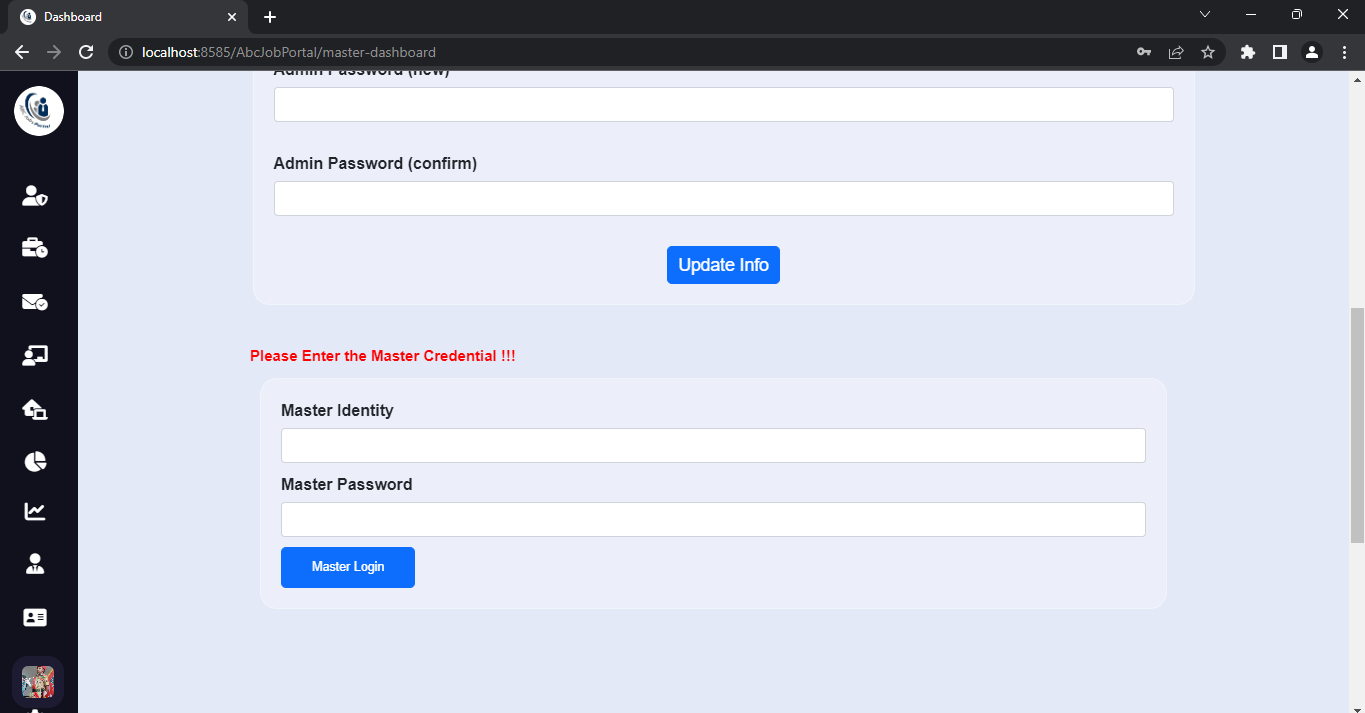 Dashboard
localhost:8585/AbcJobPortal/master-dashboard
Admin Password (new)
Admin Password (confirm)
Update Info
Please Enter the Master Credential !!!
Master Identity
Master Password
Master Login